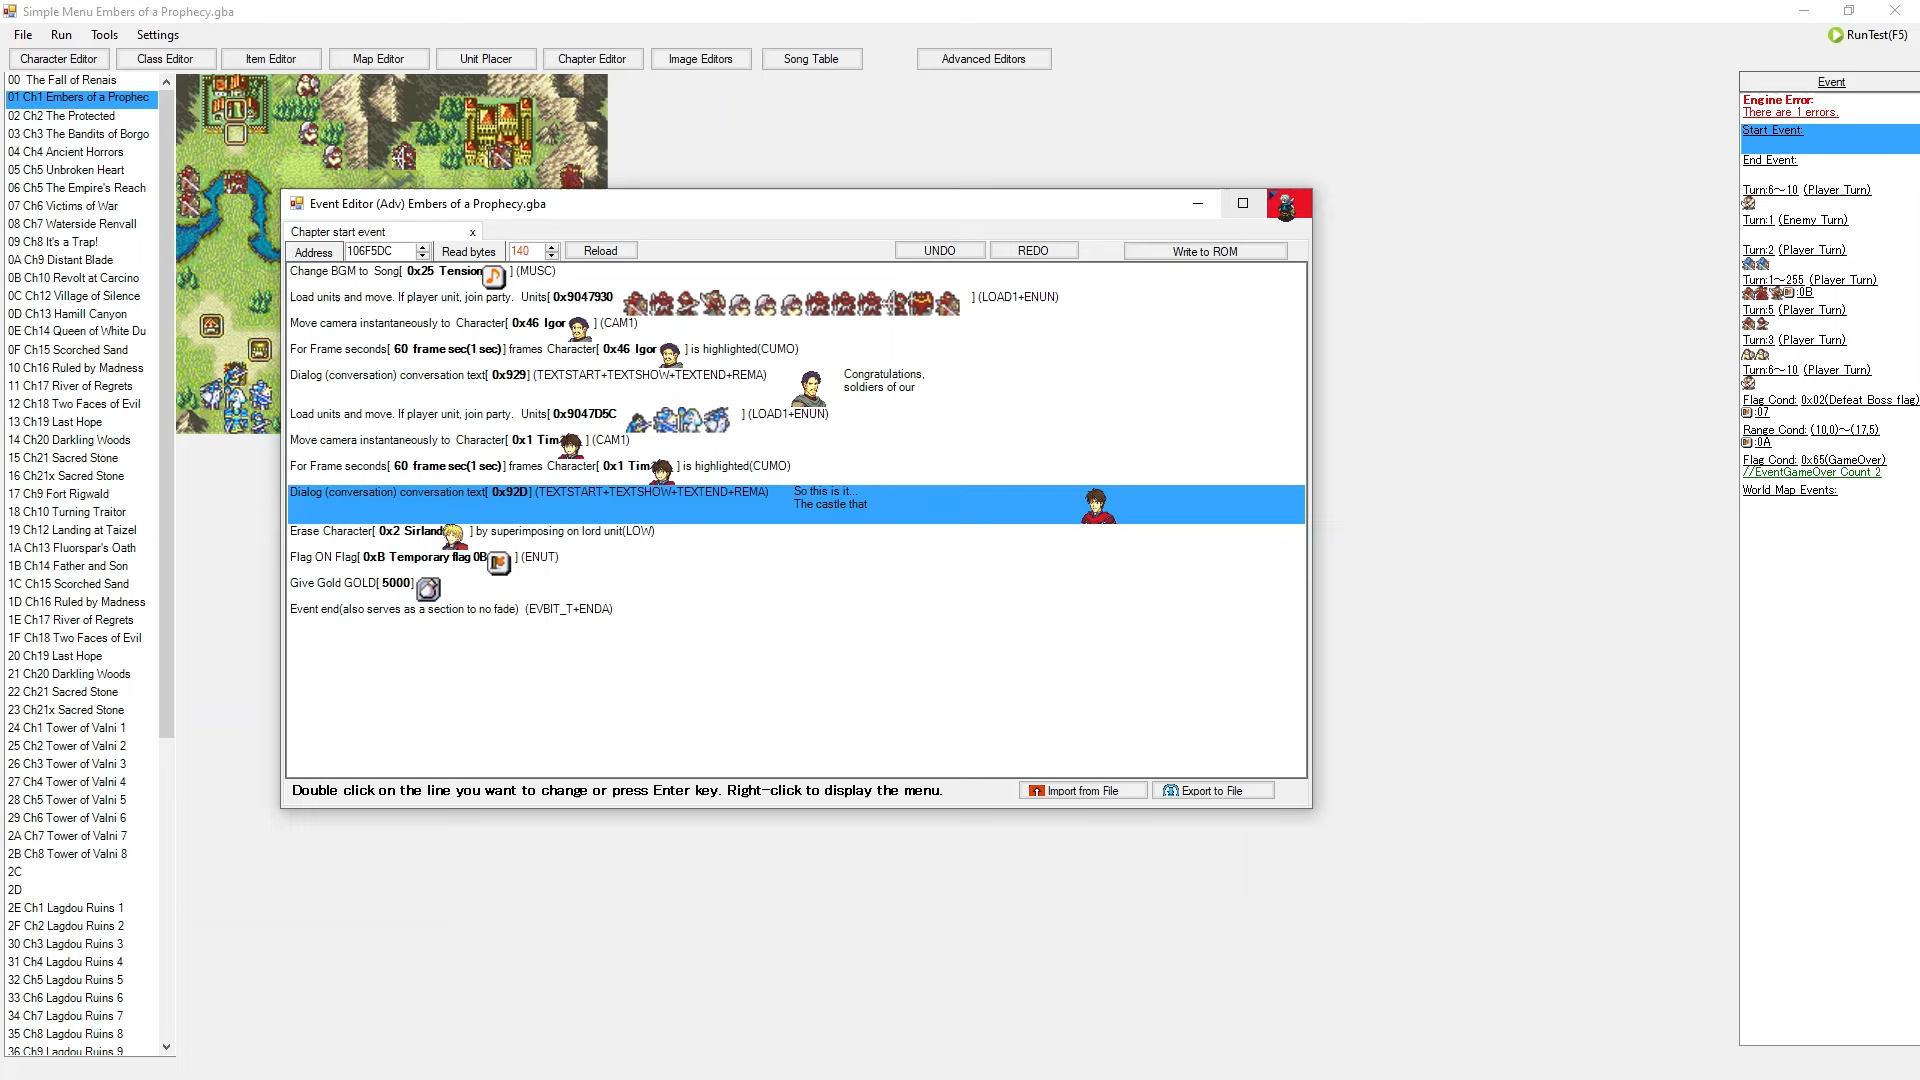 Simple Menu Embers of a Prophecy.gba
File Run Tools Settings
RunTest(F5)
Character Editor Class Editor Item Editor Map Editor Unit Placer Chapter Editor Image Editors Song Table Advanced Editors
00 The Fall of Renais
01 Ch1 Embers of a Prophec
02 Ch2 The Protected
03 Ch3 The Bandits of Borgo
04 Ch4 Ancient Horrors
05 Ch5 Unbroken Heart
06 Ch5 The Empire's Reach
07 Ch6 Victims of War
08 Ch7 Waterside Renvall
09 Ch8 It's a Trap!
0A Ch9 Distant Blade
0B Ch10 Revolt at Carcino
0C Ch12 Village of Silence
0D Ch13 Hamill Canyon
0E Ch14 Queen of White Du
0F Ch15 Scorched Sand
10 Ch16 Ruled by Madness
11 Ch17 River of Regrets
12 Ch18 Two Faces of Evil
13 Ch19 Last Hope
14 Ch20 Darkling Woods
15 Ch21 Sacred Stone
16 Ch21x Sacred Stone
17 Ch9 Fort Rigwald
18 Ch10 Turning Traitor
19 Ch12 Landing at Taizel
1A Ch13 Fluorspar's Oath
1B Ch14 Father and Son
1C Ch15 Scorched Sand
1D Ch16 Ruled by Madness
1E Ch17 River of Regrets
1F Ch18 Two Faces of Evil
20 Ch19 Last Hope
21 Ch20 Darkling Woods
22 Ch21 Sacred Stone
23 Ch21x Sacred Stone
24 Ch1 Tower of Valni 1
25 Ch2 Tower of Valni 2
26 Ch3 Tower of Valni 3
27 Ch4 Tower of Valni 4
28 Ch5 Tower of Valni 5
29 Ch6 Tower of Valni 6
2A Ch7 Tower of Valni 7
2B Ch8 Tower of Valni 8
2C
2D
2E Ch1 Lagdou Ruins 1
2F Ch2 Lagdou Ruins 2
30 Ch3 Lagdou Ruins 3
31 Ch4 Lagdou Ruins 4
32 Ch5 Lagdou Ruins 5
33 Ch6 Lagdou Ruins 6
34 Ch7 Lagdou Ruins 7
35 Ch8 Lagdou Ruins 8
36 Ch9 Lagdou Ruins 9
Event Editor (Adv) Embers of a Prophecy.gba
Chapter start event x
Address 106F5DC Read bytes 140 Reload UNDO REDO Write to ROM
Change BGM to Song[ 0x25 Tension ] (MUSC)
Load units and move. If player unit, join party. Units[ 0x9047930 ] (LOAD1+ENUN)
Move camera instantaneously to Character[ 0x46 Igor ] (CAM1)
For Frame seconds[ 60 frame sec(1 sec) ] frames Character[ 0x46 Igor ] is highlighted(CUMO)
Dialog (conversation) conversation text[ 0x929 ] (TEXTSTART+TEXTSHOW+TEXTEND+REMA) Congratulations,
soldiers of our
Load units and move. If player unit, join party. Units[ 0x9047D5C ] (LOAD1+ENUN)
Move camera instantaneously to Character[ 0x1 Tim ] (CAM1)
For Frame seconds[ 60 frame sec(1 sec) ] frames Character[ 0x1 Tim ] is highlighted(CUMO)
Dialog (conversation) conversation text[ 0x92D ] (TEXTSTART+TEXTSHOW+TEXTEND+REMA) So this is it...
The castle that
Erase Character[ 0x2 Sirland ] by superimposing on lord unit(LOW)
Flag ON Flag[ 0xB Temporary flag 0B ] (ENUT)
Give Gold GOLD[ 5000 ]
Event end(also serves as a section to no fade) (EVBIT_T+ENDA)
Double click on the line you want to change or press Enter key. Right-click to display the menu.
Import from File Export to File
Event
Engine Error:
There are 1 errors.
Start Event:
End Event:
Turn:6～10 (Player Turn)
Turn:1 (Enemy Turn)
Turn:2 (Player Turn)
Turn:1～255 (Player Turn)
:0B
Turn:5 (Player Turn)
Turn:3 (Player Turn)
Turn:6～10 (Player Turn)
Flag Cond: 0x02(Defeat Boss flag)
:07
Range Cond: (10,0)～(17,5)
:0A
Flag Cond: 0x65(GameOver)
//EventGameOver Count 2
World Map Events: